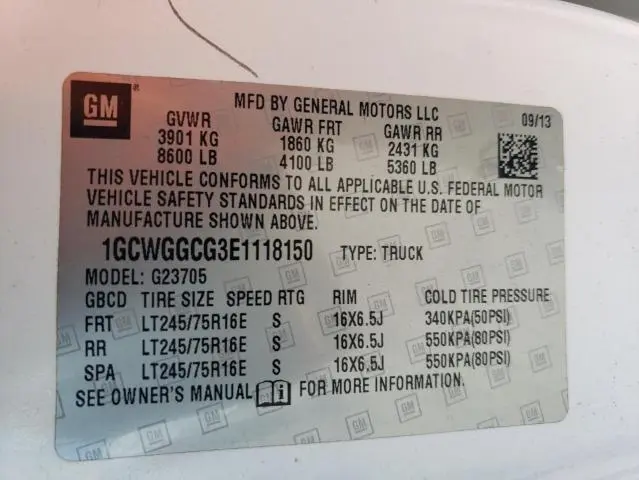 GM ®
MFD BY GENERAL MOTORS LLC
GVWR GAWR FRT GAWR RR 09/13
3901 KG 1860 KG 2431 KG
8600 LB 4100 LB 5360 LB
THIS VEHICLE CONFORMS TO ALL APPLICABLE U.S. FEDERAL MOTOR
VEHICLE SAFETY STANDARDS IN EFFECT ON THE DATE OF
MANUFACTURE SHOWN ABOVE.
1GCWGGCG3E1118150 TYPE: TRUCK
MODEL: G23705
GBCD TIRE SIZE SPEED RTG RIM COLD TIRE PRESSURE
FRT LT245/75R16E S 16X6.5J 340KPA(50PSI)
RR LT245/75R16E S 16X6.5J 550KPA(80PSI)
SPA LT245/75R16E S 16X6.5J 550KPA(80PSI)
SEE OWNER'S MANUAL FOR MORE INFORMATION.